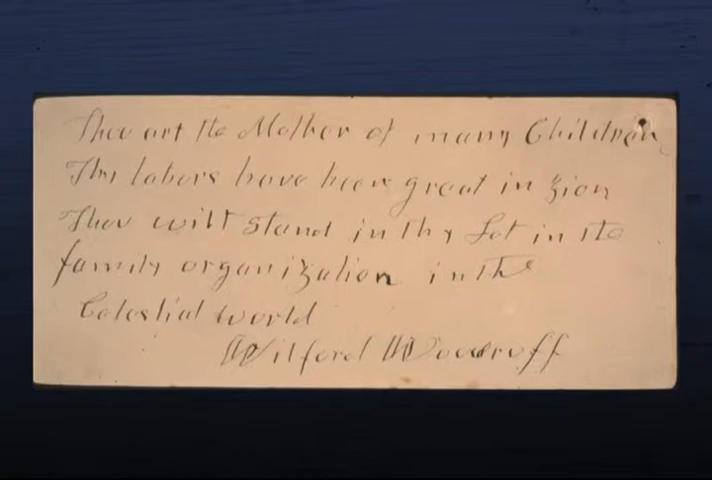 Thou art the Mother of many Children
Thy labors have been great in Zion
Thou wilt stand in thy Lot in the
family organization in the
Celestial world
Wilford Woodruff